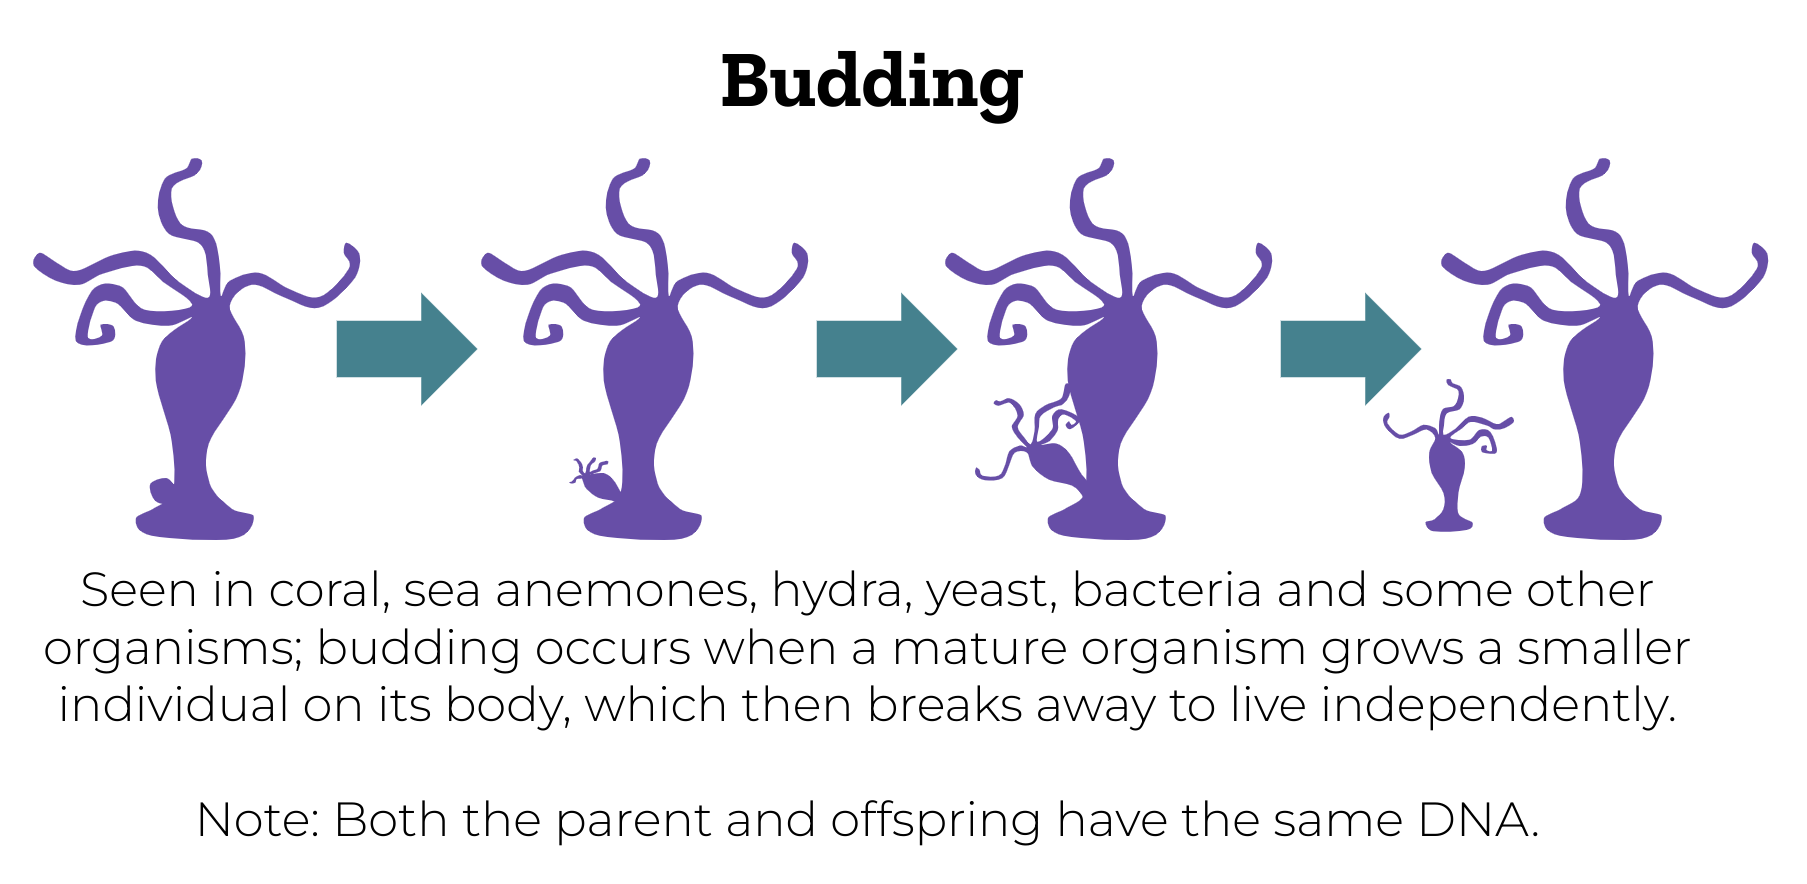 Budding
Seen in coral, sea anemones, hydra, yeast, bacteria and some other
organisms; budding occurs when a mature organism grows a smaller
individual on its body, which then breaks away to live independently.
Note: Both the parent and offspring have the same DNA.